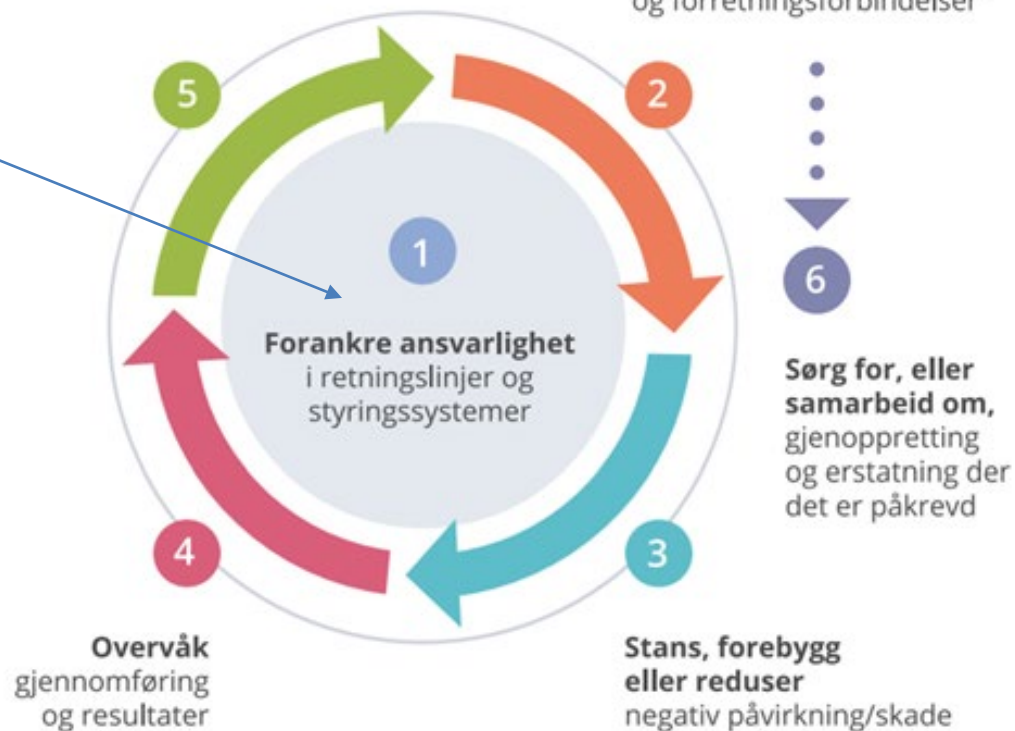 og forretningsforbindelser
5
2
1
6
Forankre ansvarlighet
i retningslinjer og
styringssystemer
Sørg for, eller
samarbeid om,
gjenoppretting
og erstatning der
det er påkrevd
4
3
Overvåk
gjennomføring
og resultater
Stans, forebygg
eller reduser
negativ påvirkning/skade